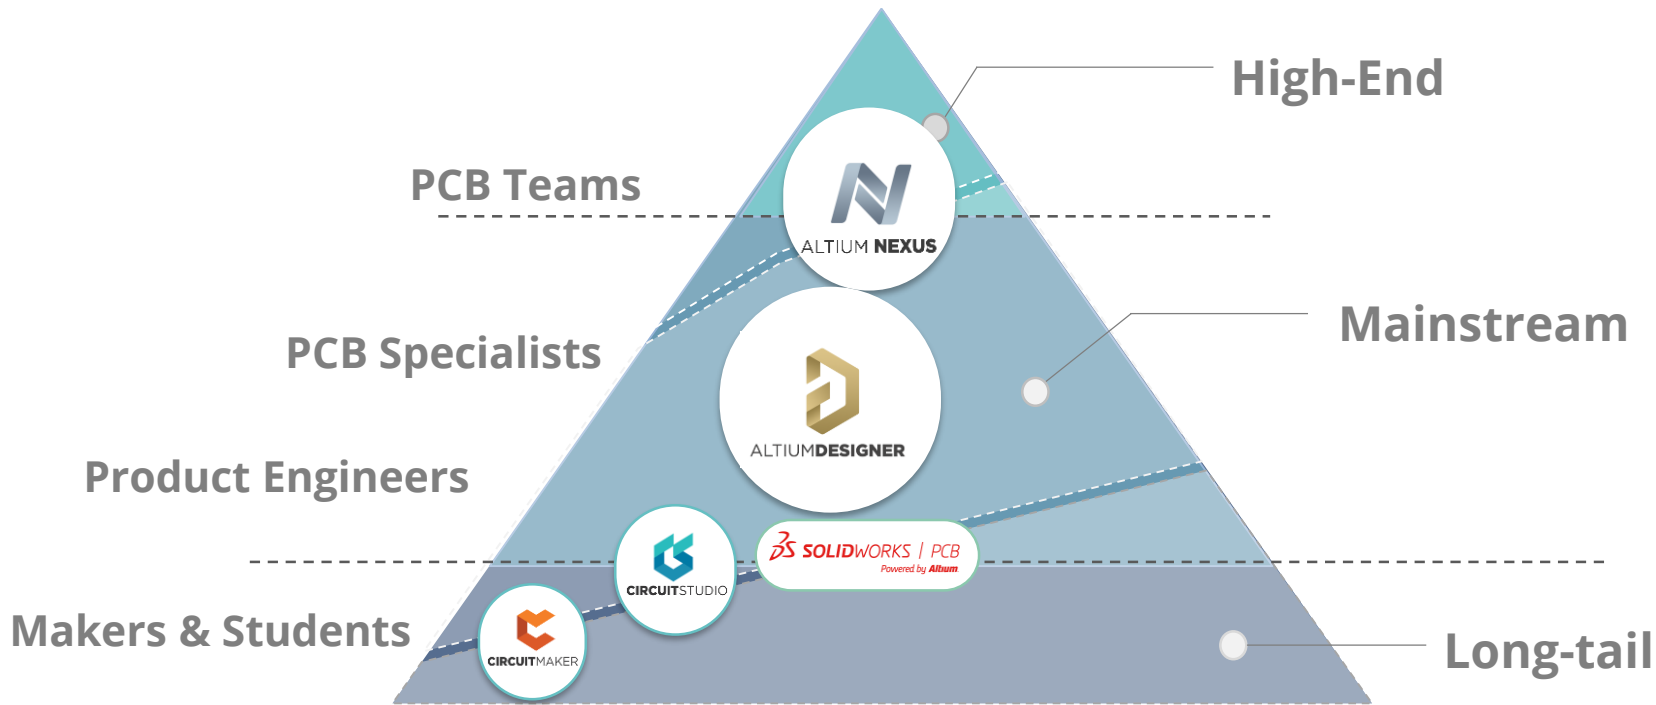 High-End
PCB Teams
ALTIUM NEXUS
Mainstream
PCB Specialists
ALTIUMDESIGNER
Product Engineers
SOLIDWORKS | PCB
Powered by Altium
CIRCUITSTUDIO
Makers & Students
CIRCUITMAKER
Long-tail